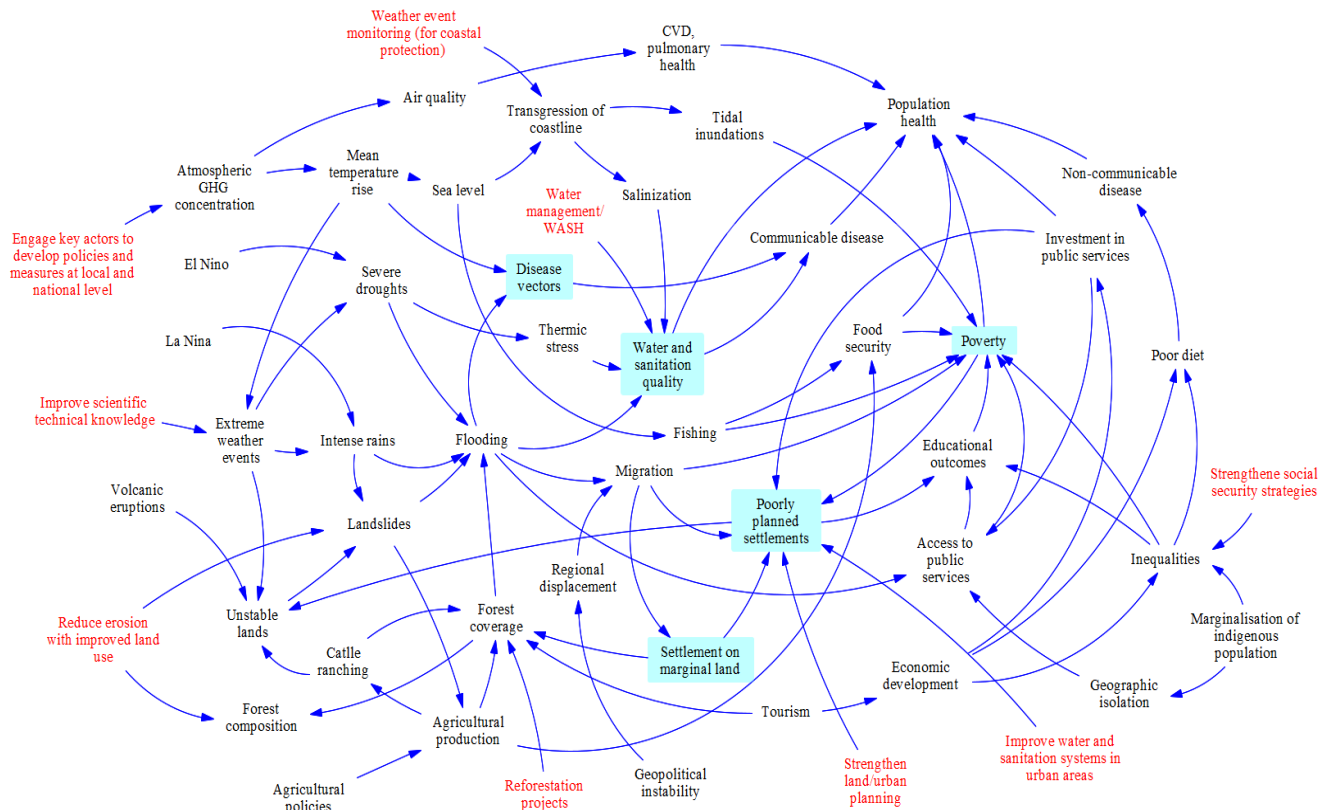 Weather event
monitoring (for coastal
protection)
CVD,
pulmonary
health
Air quality
Transgression of
coastline
Tidal
inundations
Population
health
Atmospheric
GHG
concentration
Mean
temperature
rise
Sea level
Water
management/
WASH
Salinization
Non-communicable
disease
Engage key actors to
develop policies and
measures at local and
national level
El Nino
Severe
droughts
Disease
vectors
Communicable disease
Investment in
public services
La Nina
Thermic
stress
Water and
sanitation
quality
Food
security
Poverty
Poor diet
Improve scientific
technical knowledge
Extreme
weather
events
Intense rains
Flooding
Fishing
Migration
Educational
outcomes
Strengthene social
security strategies
Volcanic
eruptions
Landslides
Poorly
planned
settlements
Access to
public
services
Inequalities
Regional
displacement
Reduce erosion
with improved land
use
Unstable
lands
Forest
coverage
Catlle
ranching
Settlement on
marginal land
Marginalisation of
indigenous
population
Economic
development
Geographic
isolation
Forest
composition
Agricultural
production
Tourism
Agricultural
policies
Reforestation
projects
Geopolitical
instability
Strengthen
land/urban
planning
Improve water and
sanitation systems in
urban areas